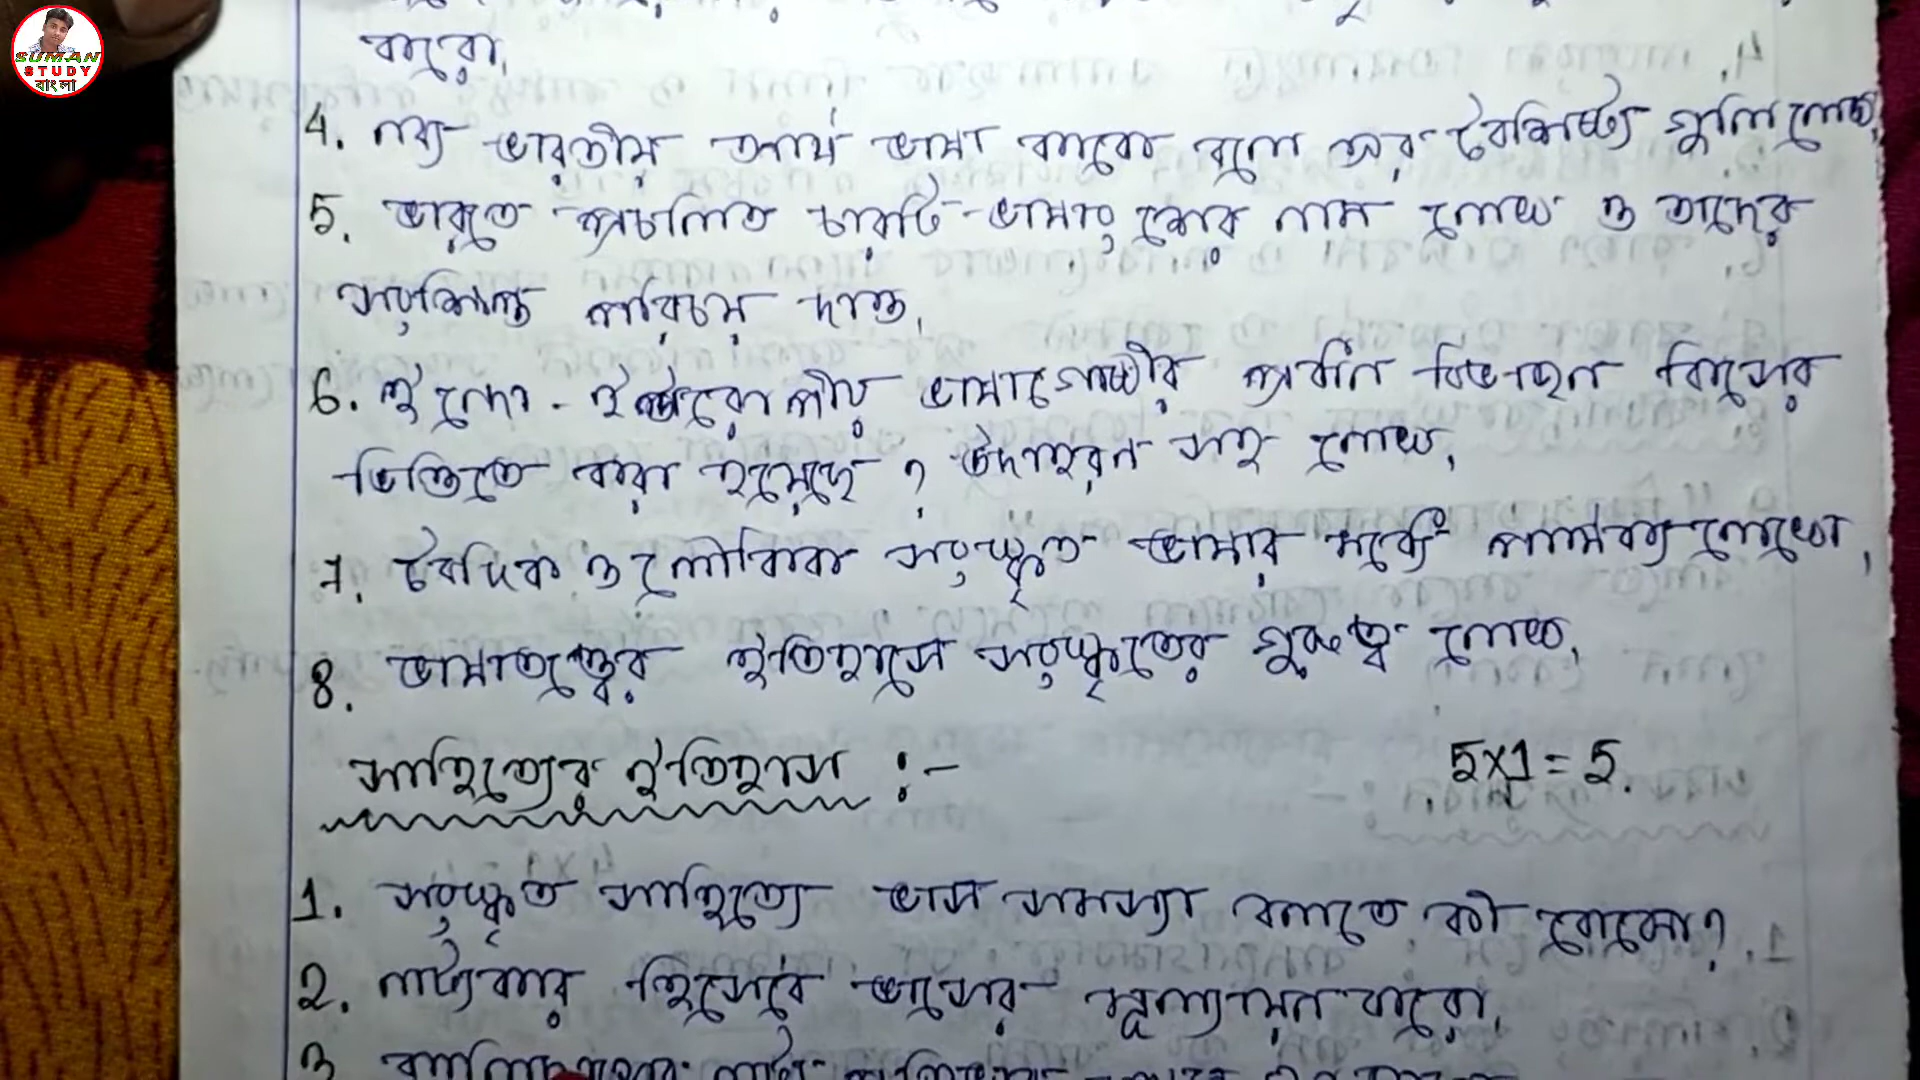 SUMAN
STUDY
বাংলা
করো।
4. নব্য ভারতীয় আর্য ভাষা কাকে বলে এর বৈশিষ্ট্য গুলি লেখ।
5. ভারতে প্রচলিত চারটি ভাষাবংশের নাম লেখ ও তাদের
সংক্ষিপ্ত পরিচয় দাও।
6. ইন্দো-ইউরোপীয় ভাষাগোষ্ঠীর প্রধান বিভাজন কিসের
ভিত্তিতে করা হয়েছে? উদাহরন সহ লেখ।
7. বৈদিক ও লৌকিক সংস্কৃত ভাষার মধ্যে পার্থক্য লেখো।
8. ভাষাতত্ত্বের ইতিহাসে সংস্কৃতের গুরুত্ব লেখ।
সাহিত্যের ইতিহাস :- 5x1=5.
1. সংস্কৃত সাহিত্যে ভাস সমস্যা বলতে কী বোঝো?
2. নাট্যকার হিসেবে ভাসের মূল্যায়ন করো।
3